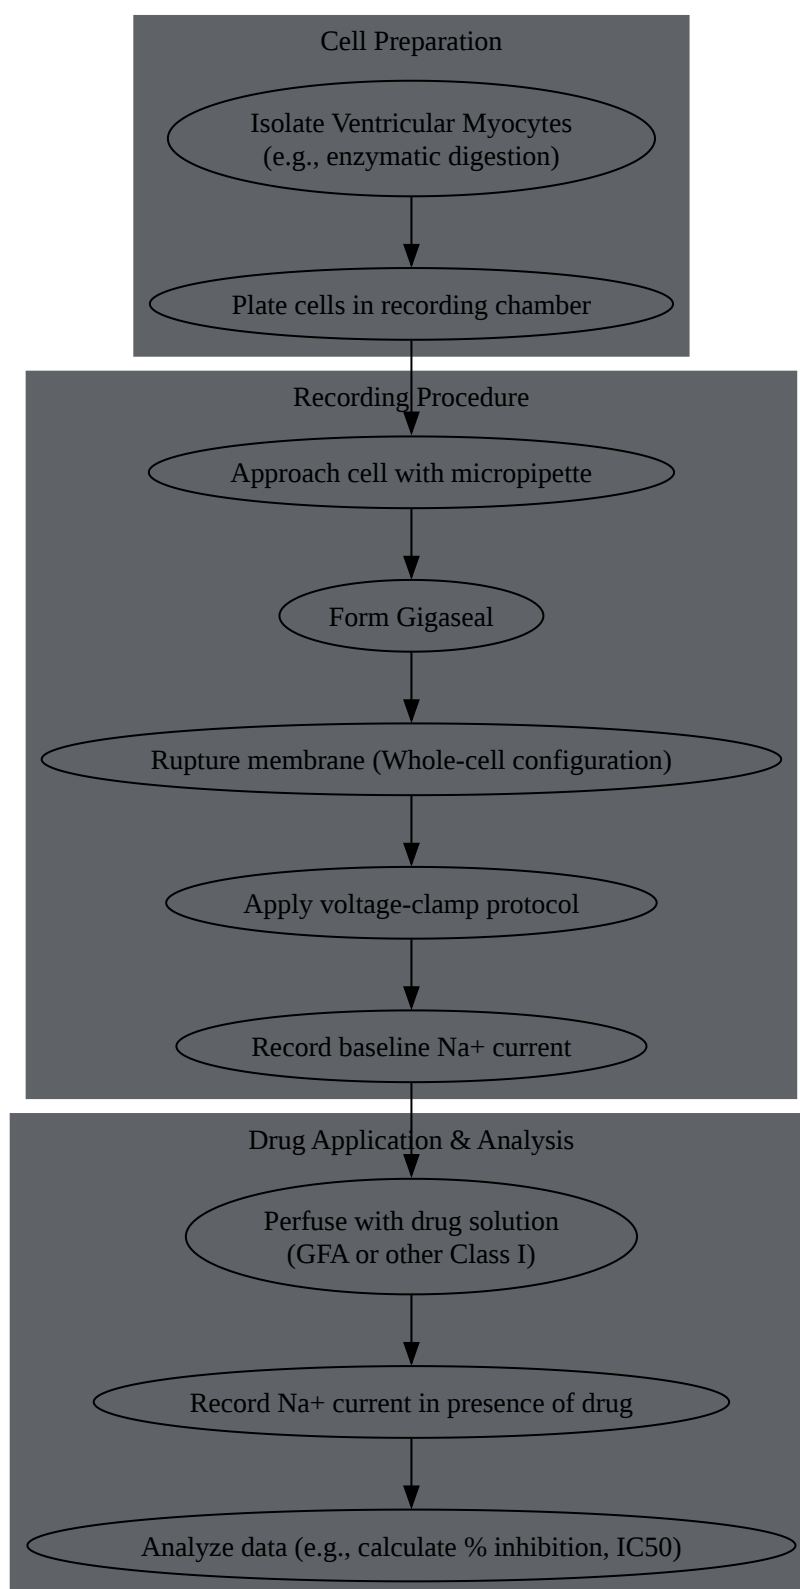 Cell Preparation
Isolate Ventricular Myocytes
(e.g., enzymatic digestion)
Plate cells in recording chamber
Recording Procedure
Approach cell with micropipette
Form Gigaseal
Rupture membrane (Whole-cell configuration)
Apply voltage-clamp protocol
Record baseline Na+ current
Drug Application & Analysis
Perfuse with drug solution
(GFA or other Class I)
Record Na+ current in presence of drug
Analyze data (e.g., calculate % inhibition, IC50)